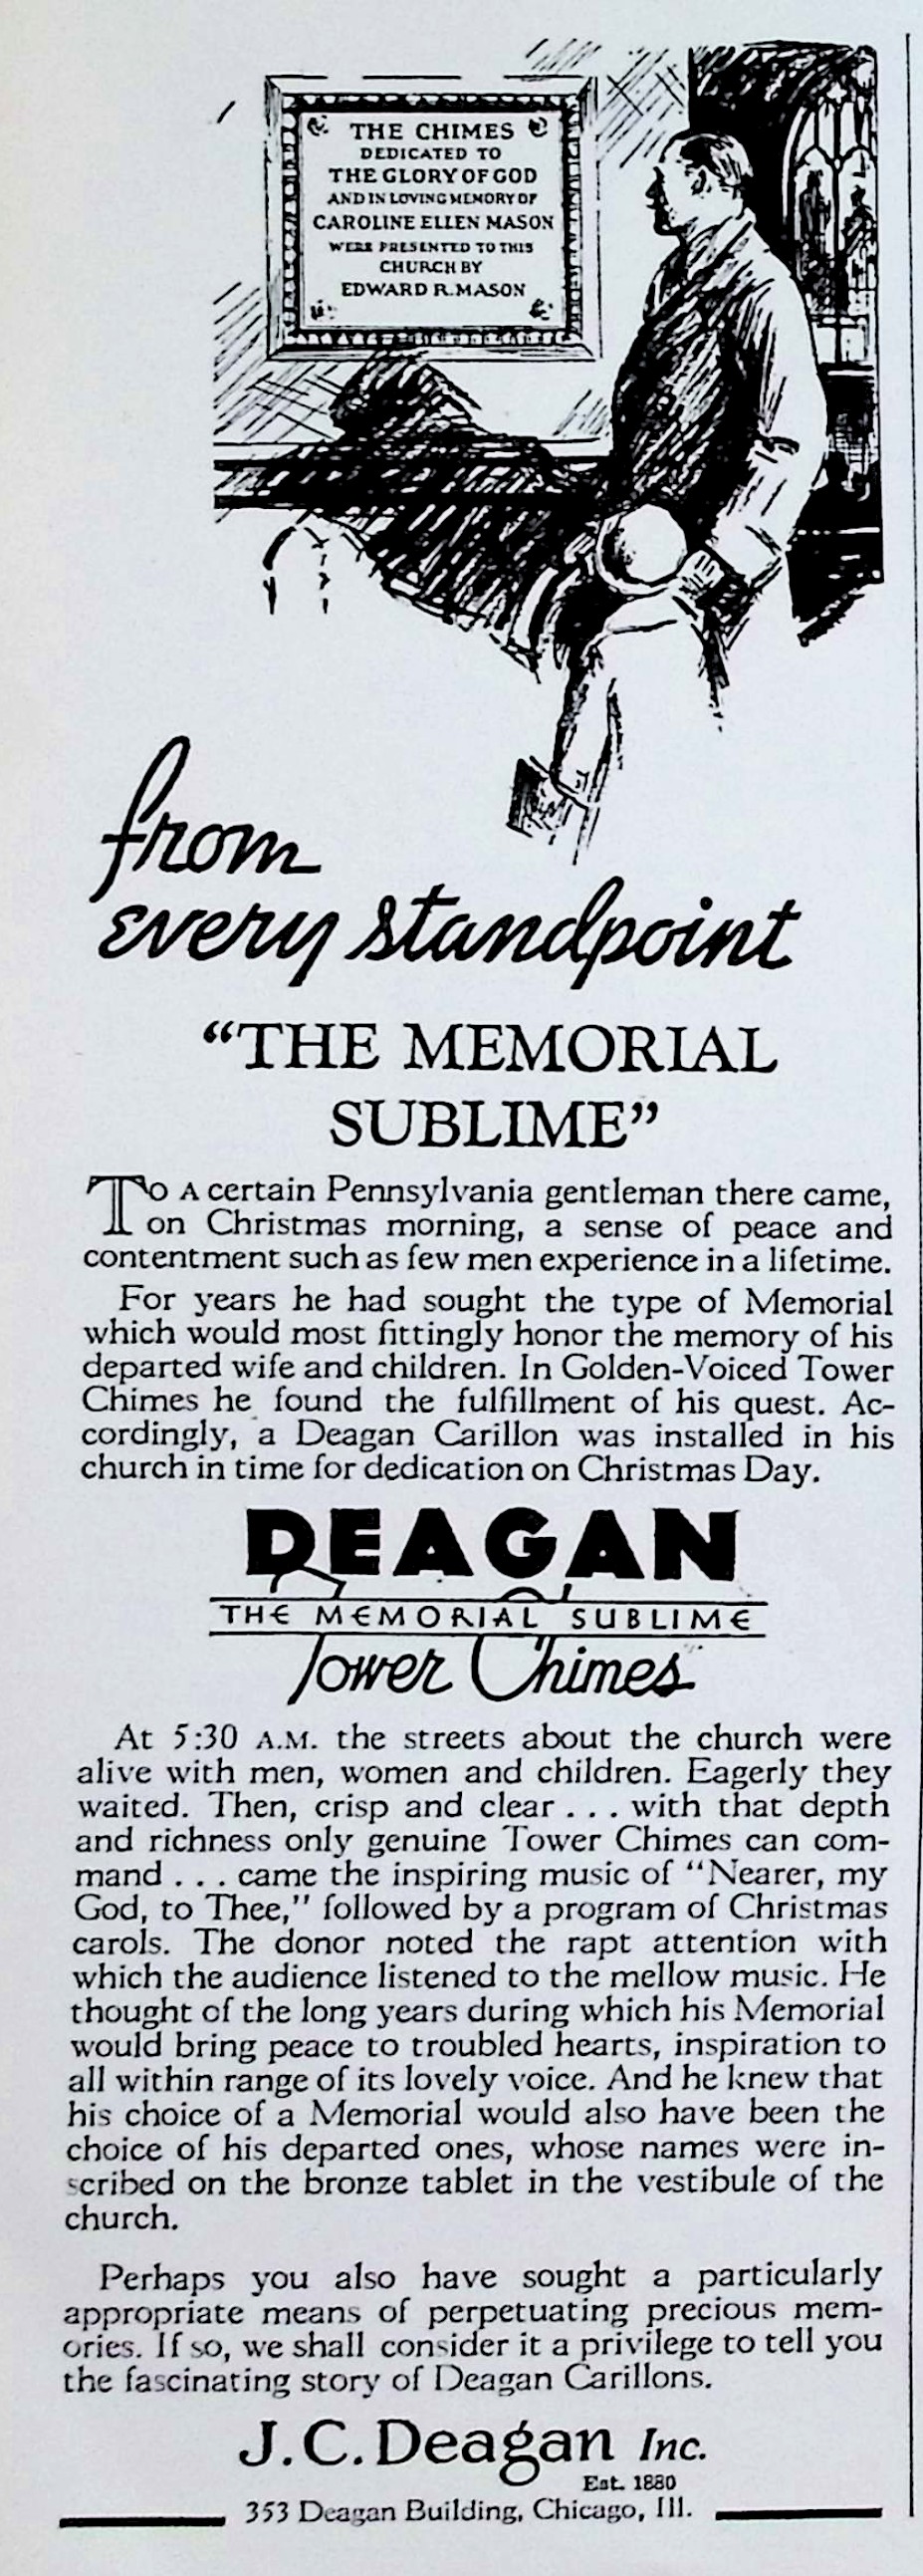 THE CHIMES
DEDICATED TO
THE GLORY OF GOD
AND IN LOVING MEMORY OF
CAROLINE ELLEN MASON
WERE PRESENTED TO THIS
CHURCH BY
EDWARD R. MASON
from
every standpoint
“THE MEMORIAL
SUBLIME”
TO A certain Pennsylvania gentleman there came,
on Christmas morning, a sense of peace and
contentment such as few men experience in a lifetime.
For years he had sought the type of Memorial
which would most fittingly honor the memory of his
departed wife and children. In Golden-Voiced Tower
Chimes he found the fulfillment of his quest. Ac-
cordingly, a Deagan Carillon was installed in his
church in time for dedication on Christmas Day.
DEAGAN
THE MEMORIAL SUBLIME
Tower Chimes
At 5:30 A.M. the streets about the church were
alive with men, women and children. Eagerly they
waited. Then, crisp and clear . . . with that depth
and richness only genuine Tower Chimes can com-
mand . . . came the inspiring music of “Nearer, my
God, to Thee,” followed by a program of Christmas
carols. The donor noted the rapt attention with
which the audience listened to the mellow music. He
thought of the long years during which his Memorial
would bring peace to troubled hearts, inspiration to
all within range of its lovely voice. And he knew that
his choice of a Memorial would also have been the
choice of his departed ones, whose names were in-
scribed on the bronze tablet in the vestibule of the
church.
Perhaps you also have sought a particularly
appropriate means of perpetuating precious mem-
ories. If so, we shall consider it a privilege to tell you
the fascinating story of Deagan Carillons.
J.C. Deagan Inc.
Est. 1880
353 Deagan Building, Chicago, Ill.